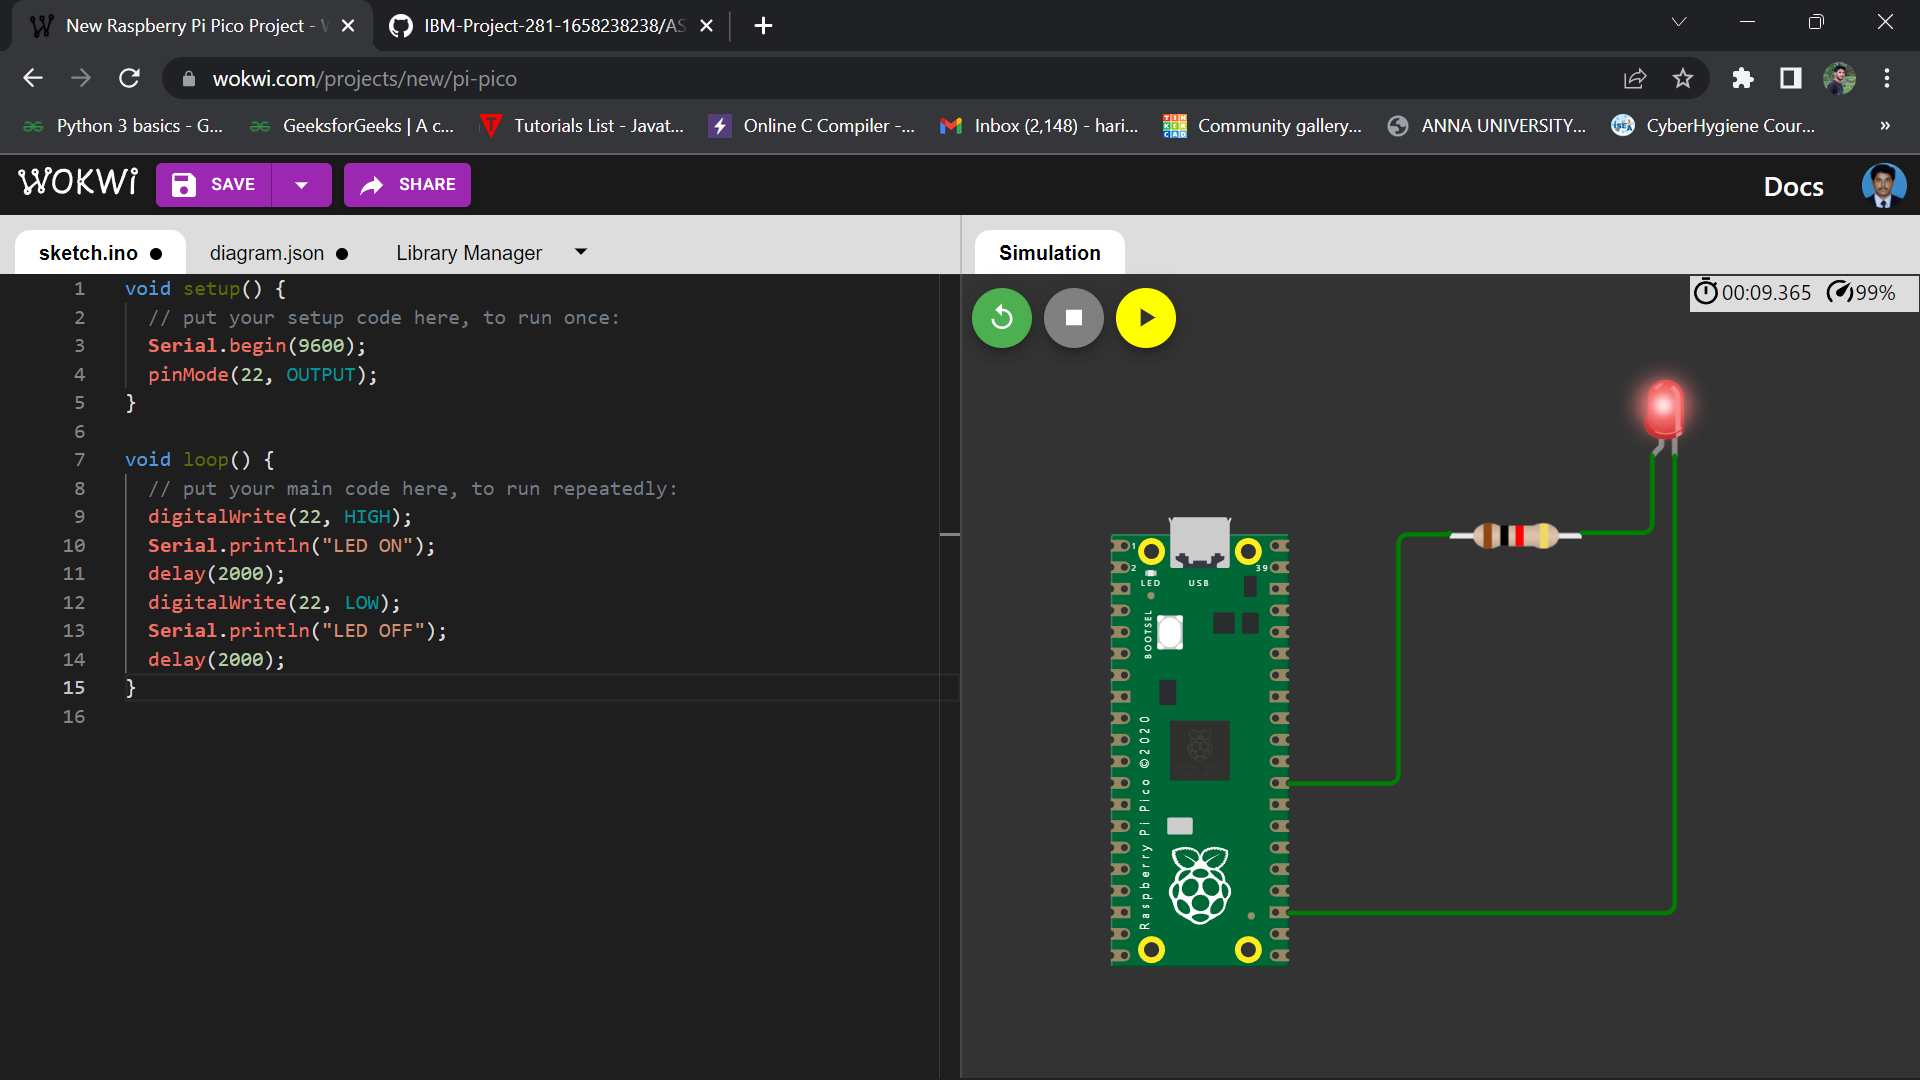 New Raspberry Pi Pico Project - W
IBM-Project-281-1658238238/AS
wokwi.com/projects/new/pi-pico
Python 3 basics - G...
GeeksforGeeks | A c...
Tutorials List - Javat...
Online C Compiler -...
Inbox (2,148) - hari...
Community gallery...
ANNA UNIVERSITY...
CyberHygiene Cour...
»
WOKWi
SAVE
SHARE
Docs
sketch.ino
diagram.json
Library Manager
Simulation
1 void setup() {
2 // put your setup code here, to run once:
3 Serial.begin(9600);
4 pinMode(22, OUTPUT);
5 }
6
7 void loop() {
8 // put your main code here, to run repeatedly:
9 digitalWrite(22, HIGH);
10 Serial.println("LED ON");
11 delay(2000);
12 digitalWrite(22, LOW);
13 Serial.println("LED OFF");
14 delay(2000);
15 }
16
00:09.365
99%
1
2
39
LED
USB
BOOTSEL
Raspberry Pi Pico ©2020